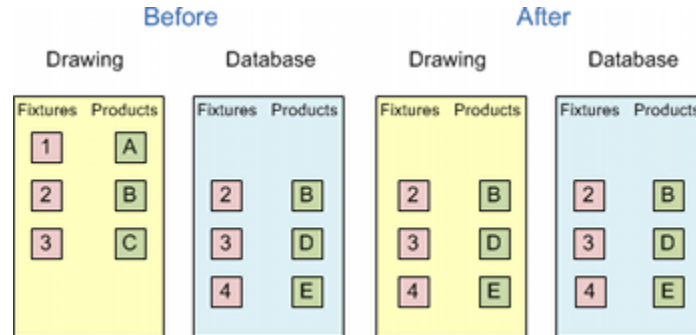 Before After
Drawing Database Drawing Database
Fixtures Products Fixtures Products Fixtures Products Fixtures Products
1 A
2 B 2 B 2 B 2 B
3 C 3 D 3 D 3 D
4 E 4 E 4 E